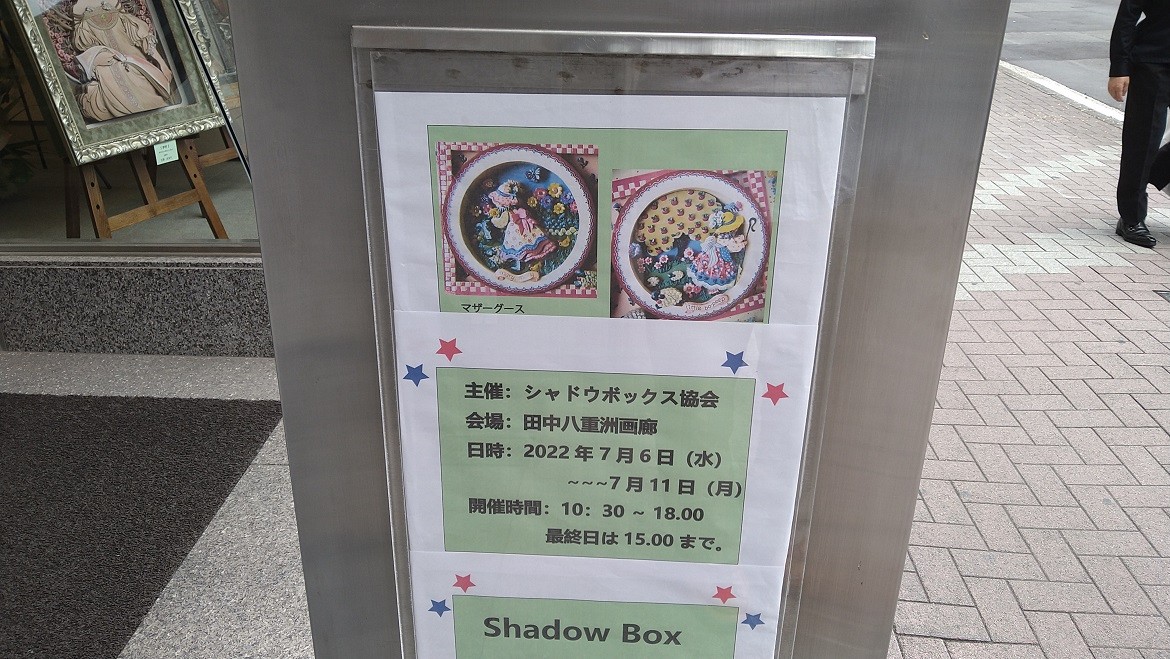 マザーグース
主催：シャドウボックス協会
会場：田中八重洲画廊
日時：2022年7月6日（水）
~~~7月11日（月）
開催時間：10：30 ~ 18.00
最終日は15.00まで。
Shadow Box